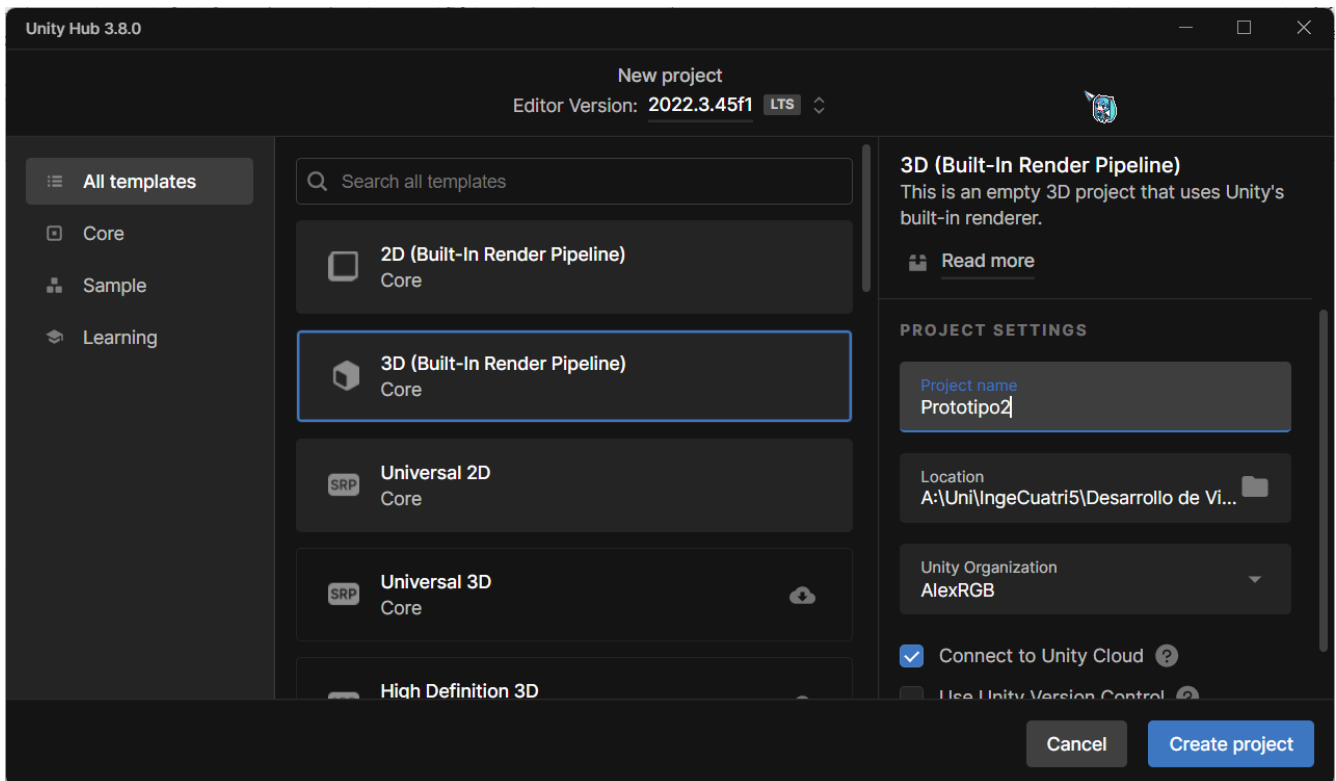 Unity Hub 3.8.0
New project
Editor Version: 2022.3.45f1 LTS
All templates
Core
Sample
Learning
Search all templates
2D (Built-In Render Pipeline)
Core
3D (Built-In Render Pipeline)
Core
SRP
Universal 2D
Core
SRP
Universal 3D
Core
High Definition 3D
3D (Built-In Render Pipeline)
This is an empty 3D project that uses Unity's
built-in renderer.
Read more
PROJECT SETTINGS
Project name
Prototipo2
Location
A:\Uni\IngeCuatri5\Desarrollo de Vi...
Unity Organization
AlexRGB
Connect to Unity Cloud ?
Use Unity Version Control ?
Cancel
Create project